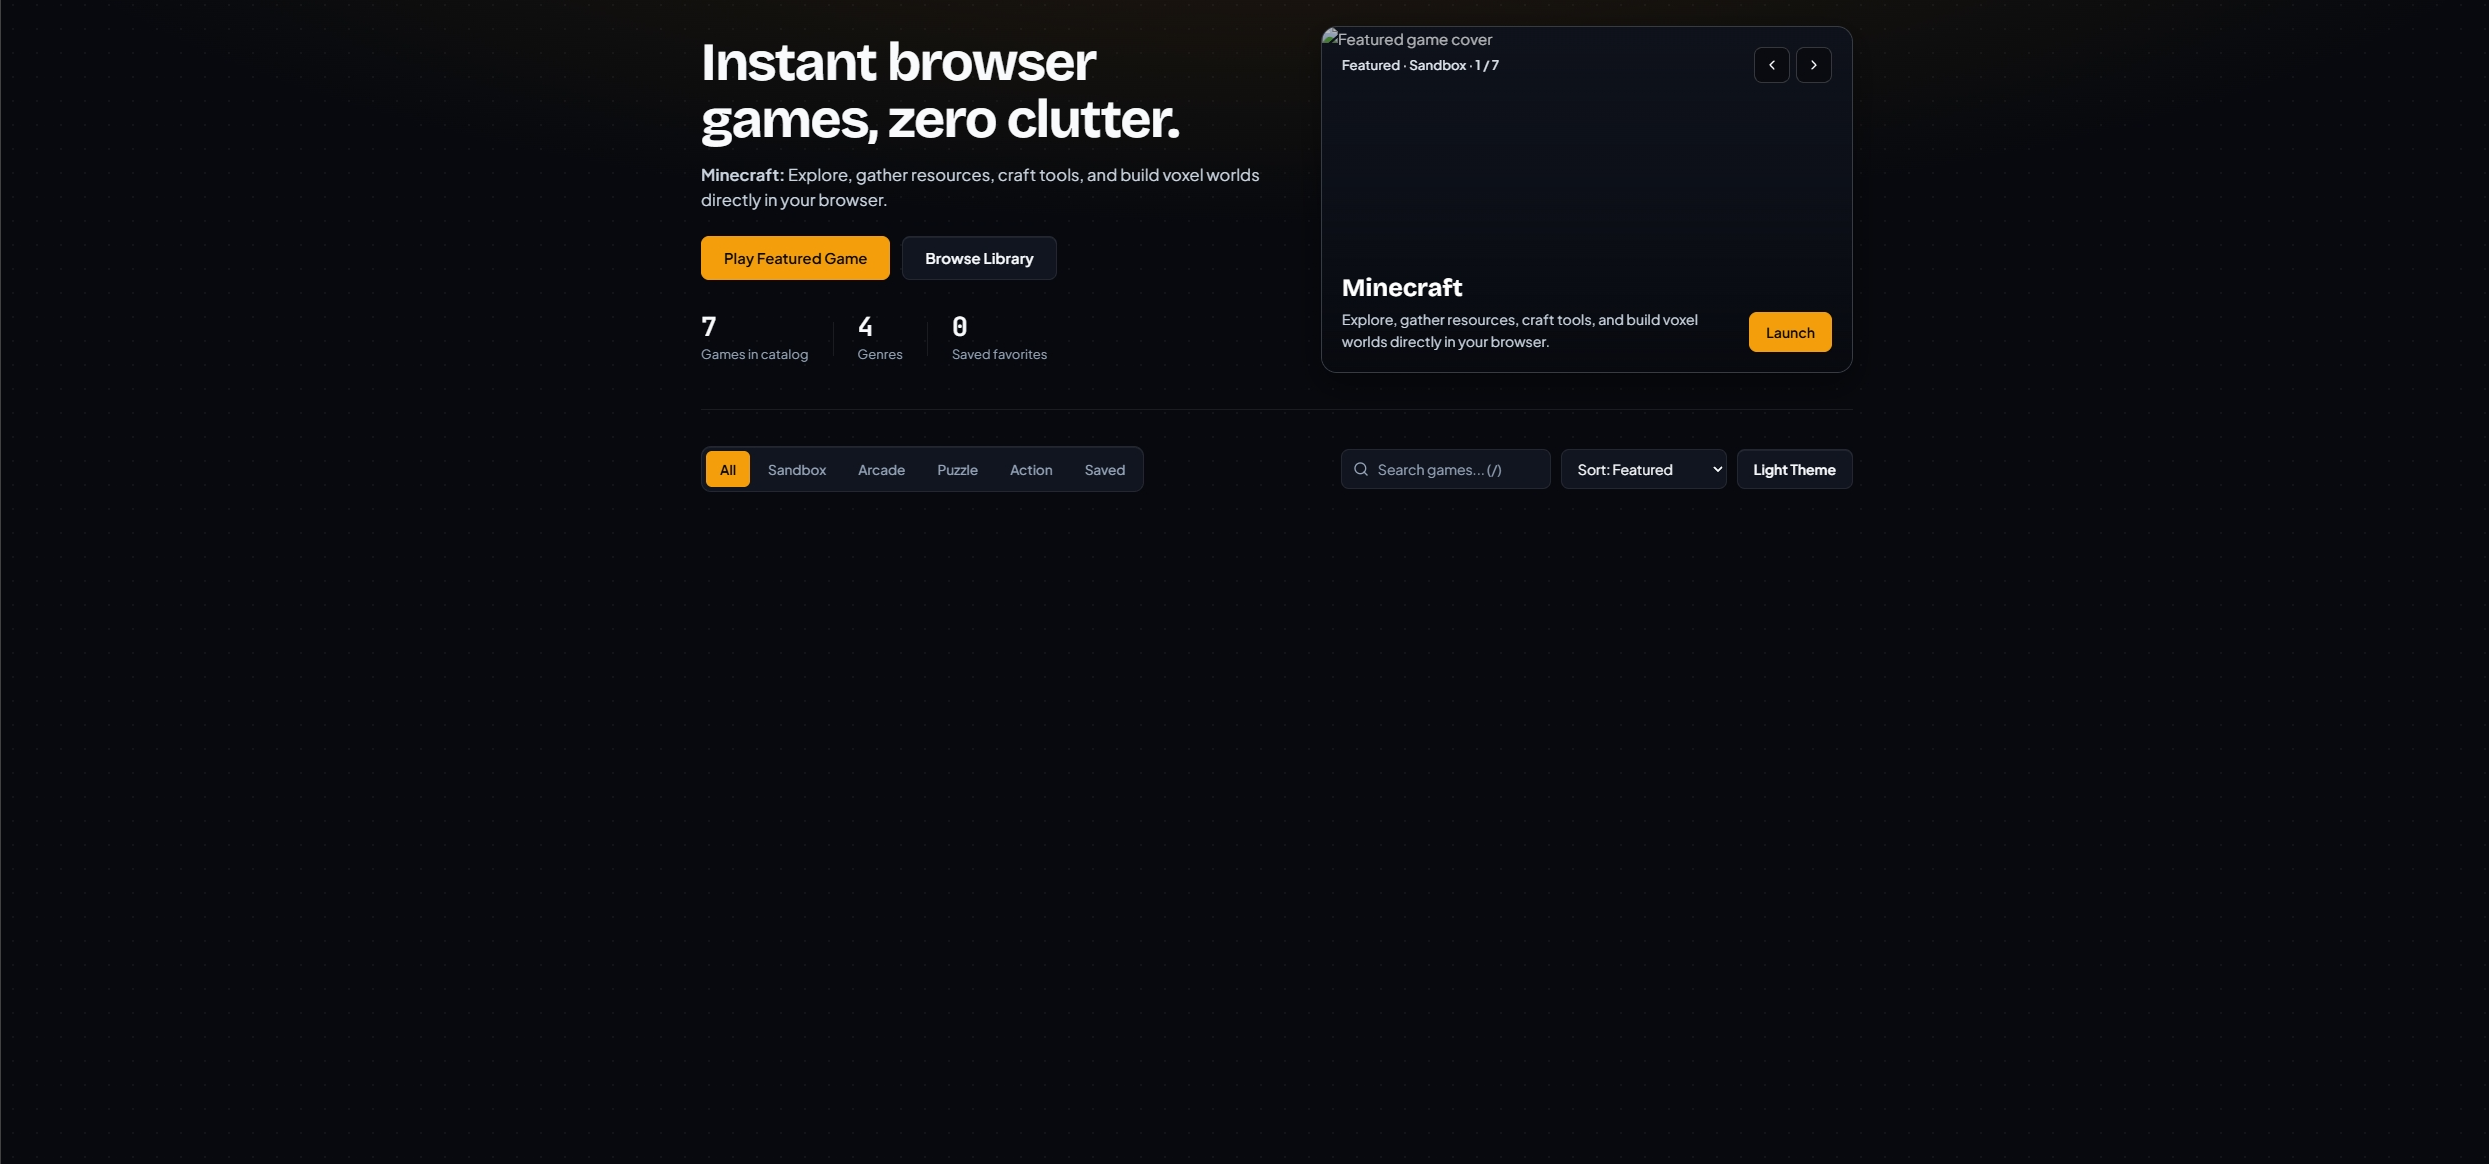 Instant browser
games, zero clutter.
Minecraft: Explore, gather resources, craft tools, and build voxel worlds
directly in your browser.
Play Featured Game
Browse Library
7
Games in catalog
4
Genres
0
Saved favorites
Featured game cover
Featured · Sandbox · 1 / 7
Minecraft
Explore, gather resources, craft tools, and build voxel
worlds directly in your browser.
Launch
All
Sandbox
Arcade
Puzzle
Action
Saved
Search games... (/)
Sort: Featured
Light Theme